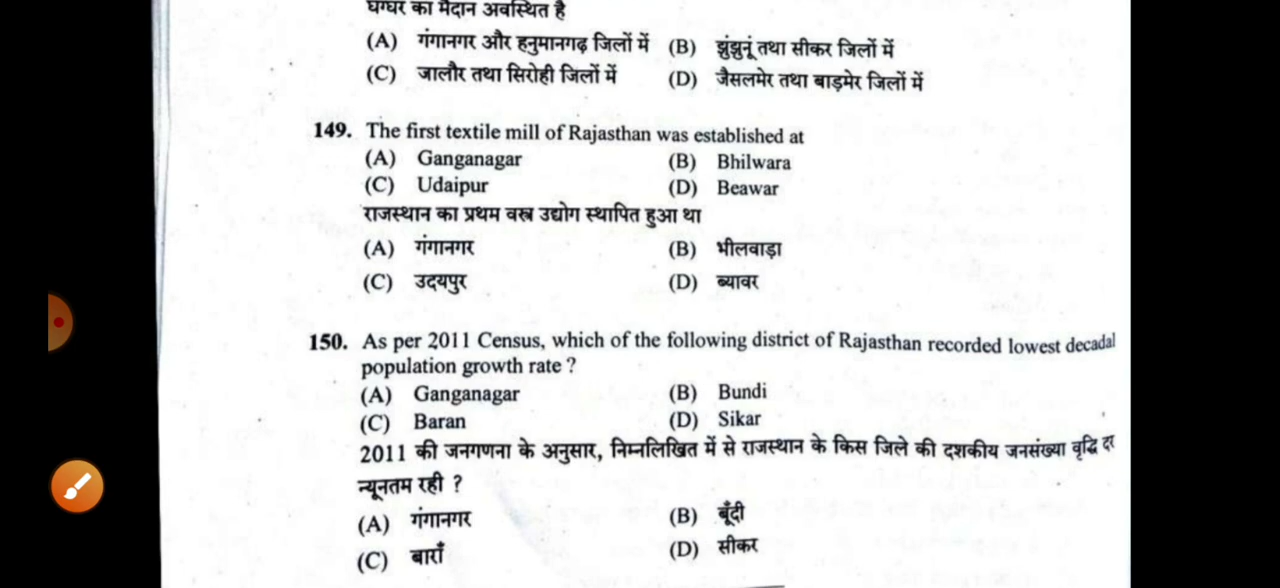 घग्घर का मैदान अवस्थित है
(A) गंगानगर और हनुमानगढ़ जिलों में (B) झुंझुनूं तथा सीकर जिलों में
(C) जालौर तथा सिरोही जिलों में (D) जैसलमेर तथा बाड़मेर जिलों में
149. The first textile mill of Rajasthan was established at
(A) Ganganagar (B) Bhilwara
(C) Udaipur (D) Beawar
राजस्थान का प्रथम वस्त्र उद्योग स्थापित हुआ था
(A) गंगानगर (B) भीलवाड़ा
(C) उदयपुर (D) ब्यावर
150. As per 2011 Census, which of the following district of Rajasthan recorded lowest decadal
population growth rate ?
(A) Ganganagar (B) Bundi
(C) Baran (D) Sikar
2011 की जनगणना के अनुसार, निम्नलिखित में से राजस्थान के किस जिले की दशकीय जनसंख्या वृद्धि दर
न्यूनतम रही ?
(A) गंगानगर (B) बूँदी
(C) बाराँ (D) सीकर